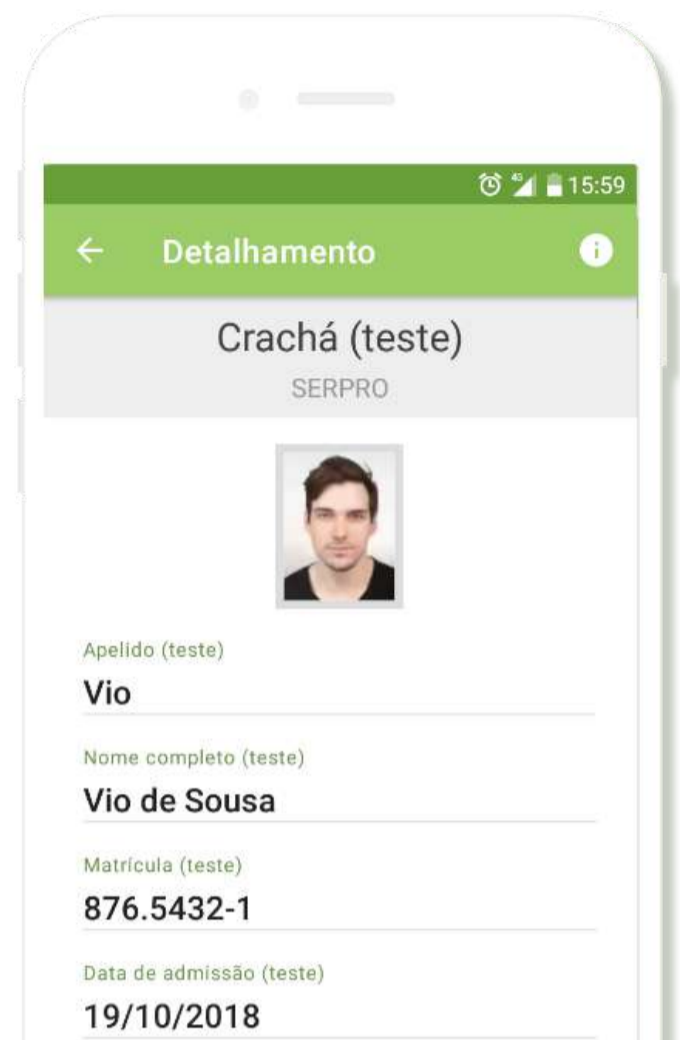 4G 15:59
Detalhamento
Crachá (teste)
SERPRO
Apelido (teste)
Vio
Nome completo (teste)
Vio de Sousa
Matrícula (teste)
876.5432-1
Data de admissão (teste)
19/10/2018